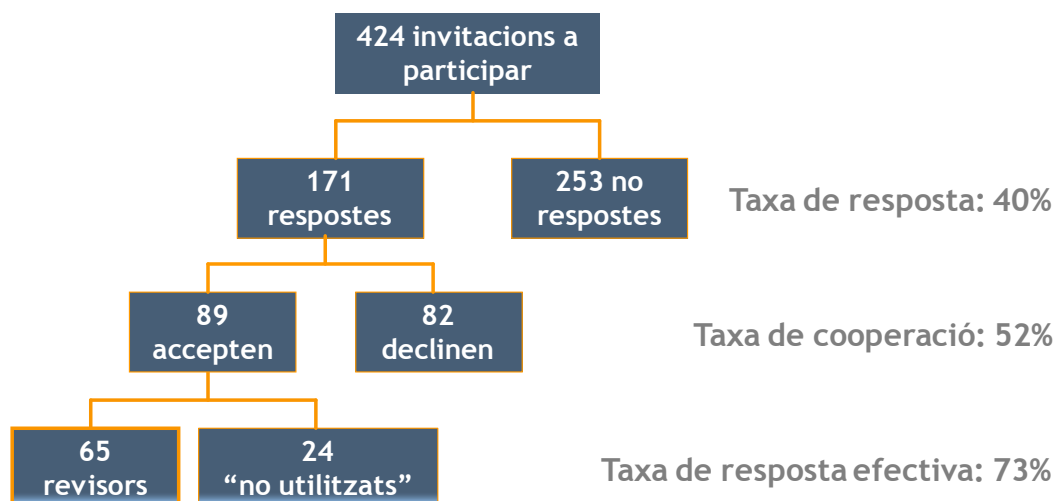 424 invitacions a
participar
171
respostes
253 no
respostes
Taxa de resposta: 40%
89
accepten
82
declinen
Taxa de cooperació: 52%
65
revisors
24
“no utilitzats”
Taxa de resposta efectiva: 73%